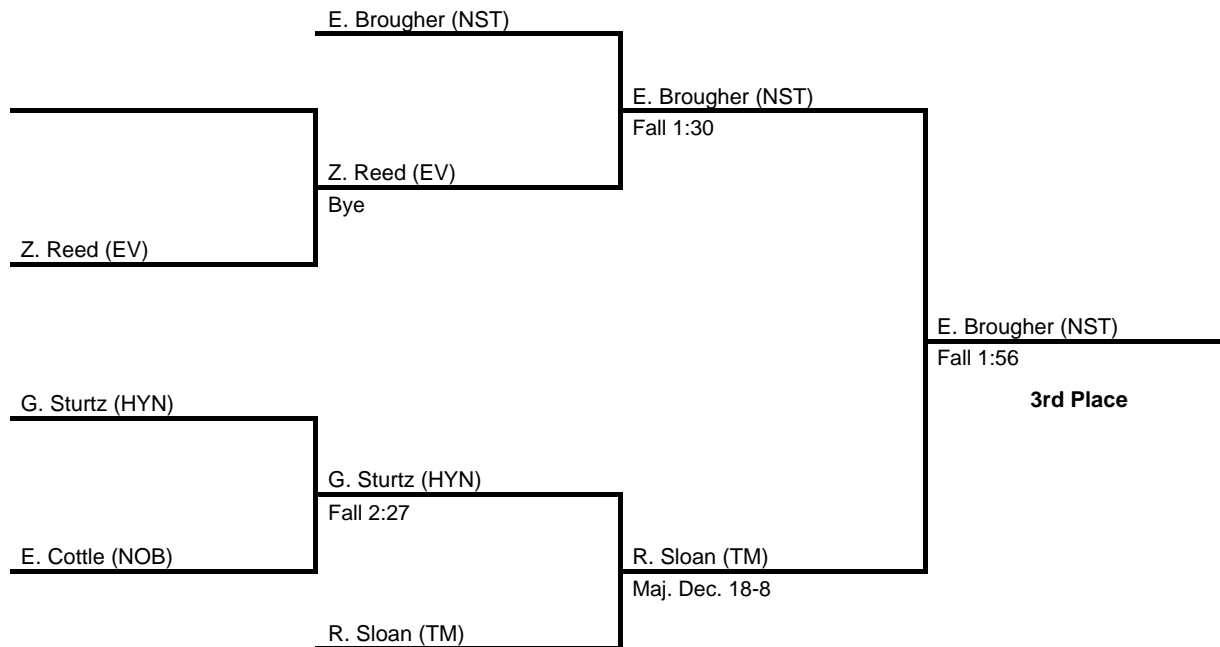 E. Brougher (NST)
E. Brougher (NST)
Fall 1:30
Z. Reed (EV)
Bye
Z. Reed (EV)
E. Brougher (NST)
Fall 1:56
3rd Place
G. Sturtz (HYN)
G. Sturtz (HYN)
Fall 2:27
E. Cottle (NOB)
R. Sloan (TM)
Maj. Dec. 18-8
R. Sloan (TM)